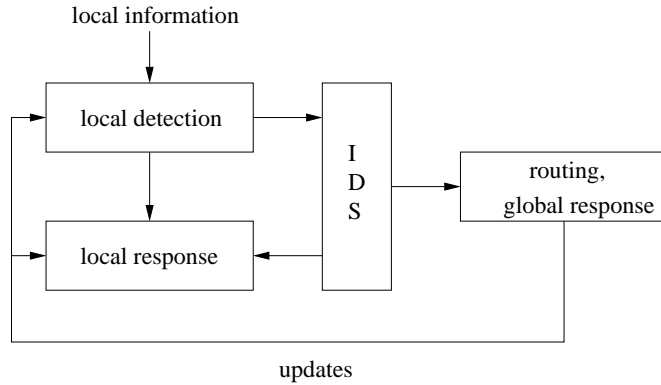 local information
local detection
I
D
S
routing,
global response
local response
updates